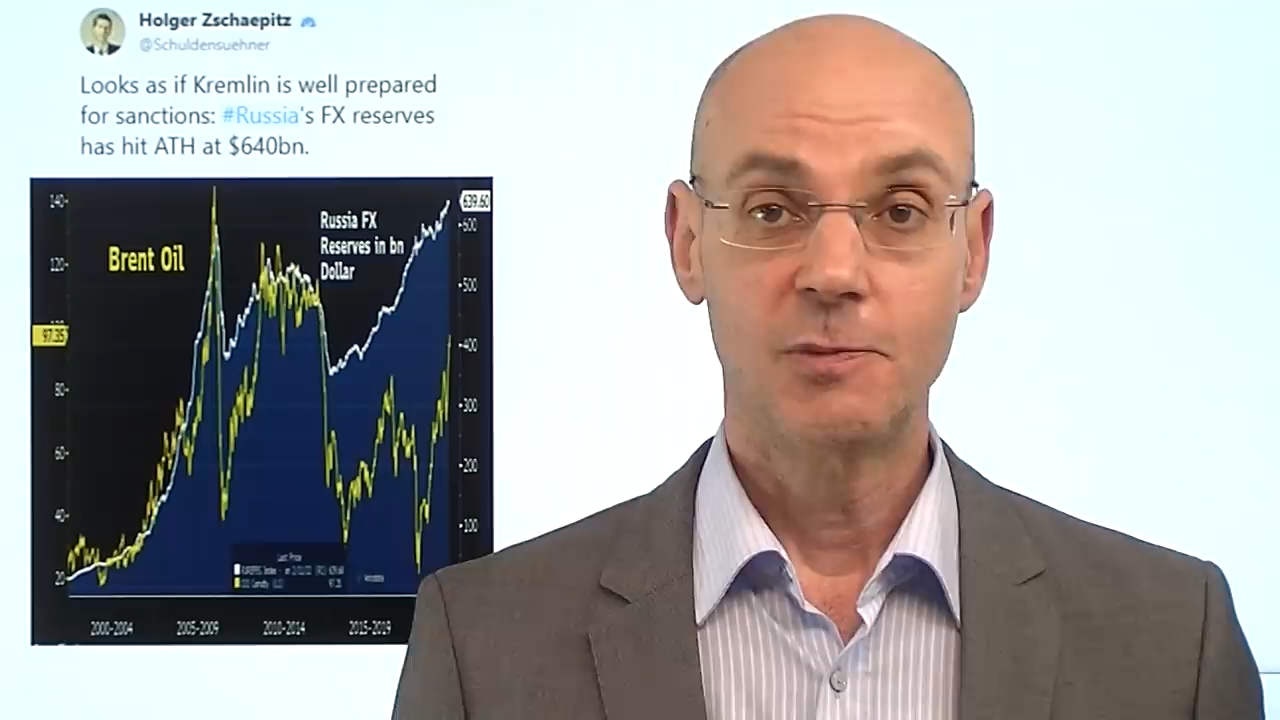 Holger Zschaepitz
@Schuldensuehner
Looks as if Kremlin is well prepared
for sanctions: #Russia's FX reserves
has hit ATH at $640bn.
140
639.60
Russia FX
600
Reserves in bn
Brent Oil
Dollar
120
500
97.35
400
80
300
60
200
40
100
Last Price
20
2000-2004
2005-2009
2010-2014
2015-2019